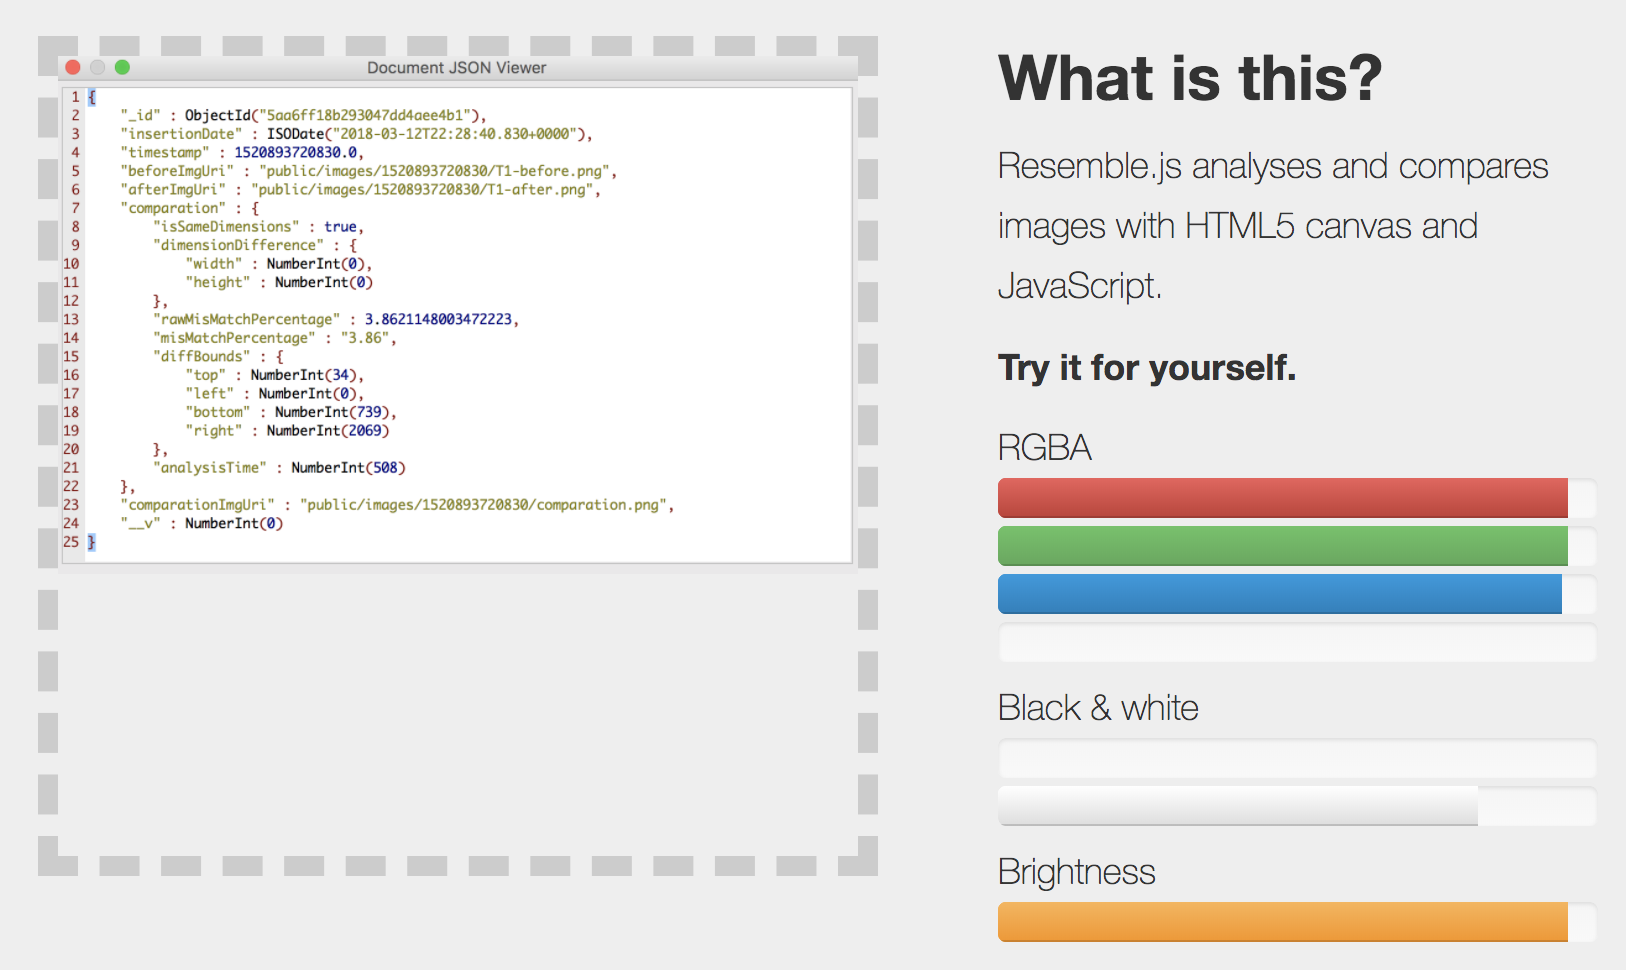 Document JSON Viewer
1 {
2 "_id" : ObjectId("5aa6ff18b293047dd4aee4b1"),
3 "insertionDate" : ISODate("2018-03-12T22:28:40.830+0000"),
4 "timestamp" : 1520893720830.0,
5 "beforeImgUri" : "public/images/1520893720830/T1-before.png",
6 "afterImgUri" : "public/images/1520893720830/T1-after.png",
7 "comparation" : {
8 "isSameDimensions" : true,
9 "dimensionDifference" : {
10 "width" : NumberInt(0),
11 "height" : NumberInt(0)
12 },
13 "rawMisMatchPercentage" : 3.8621148003472223,
14 "misMatchPercentage" : "3.86",
15 "diffBounds" : {
16 "top" : NumberInt(34),
17 "left" : NumberInt(0),
18 "bottom" : NumberInt(739),
19 "right" : NumberInt(2069)
20 },
21 "analysisTime" : NumberInt(508)
22 },
23 "comparationImgUri" : "public/images/1520893720830/comparation.png",
24 "__v" : NumberInt(0)
25 }
What is this?
Resemble.js analyses and compares
images with HTML5 canvas and
JavaScript.
Try it for yourself.
RGBA
Black & white
Brightness